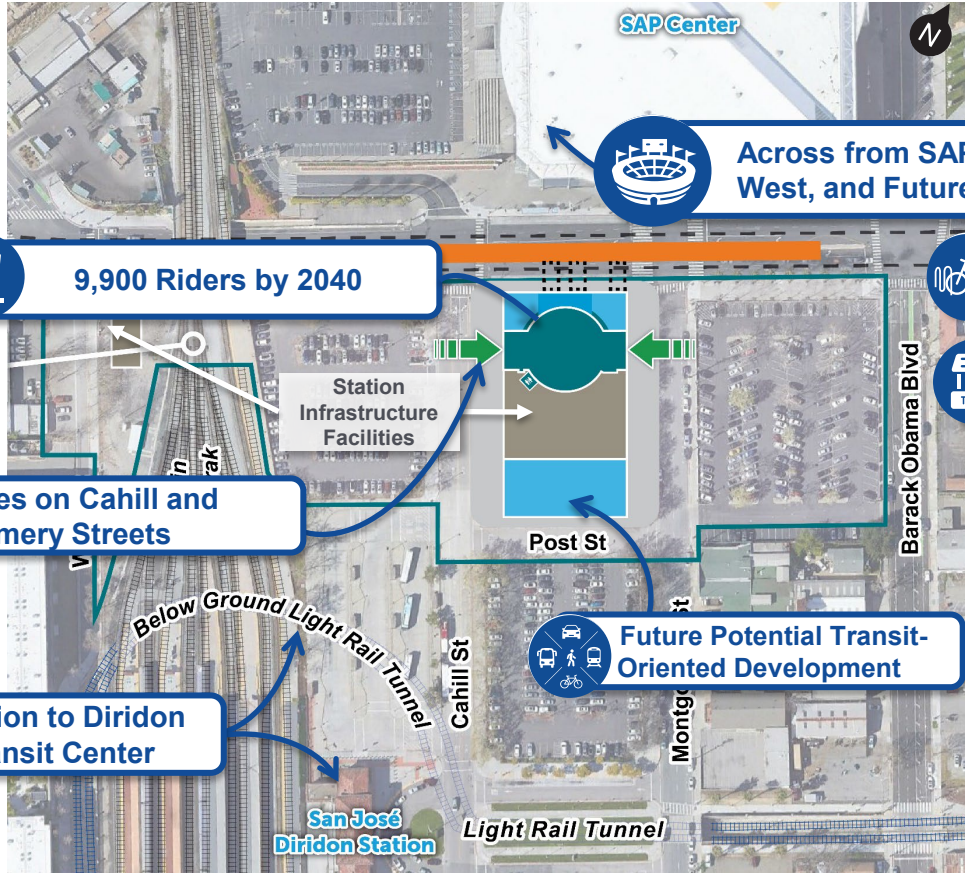 SAP Center
N
Across from SAP
West, and Future
9,900 Riders by 2040
Station
Infrastructure
Facilities
Barack Obama Blvd
es on Cahill and
mery Streets
Post St
Below Ground Light Rail Tunnel
Cahill St
Future Potential Transit-
Oriented Development
ion to Diridon
nsit Center
San José
Diridon Station
Light Rail Tunnel